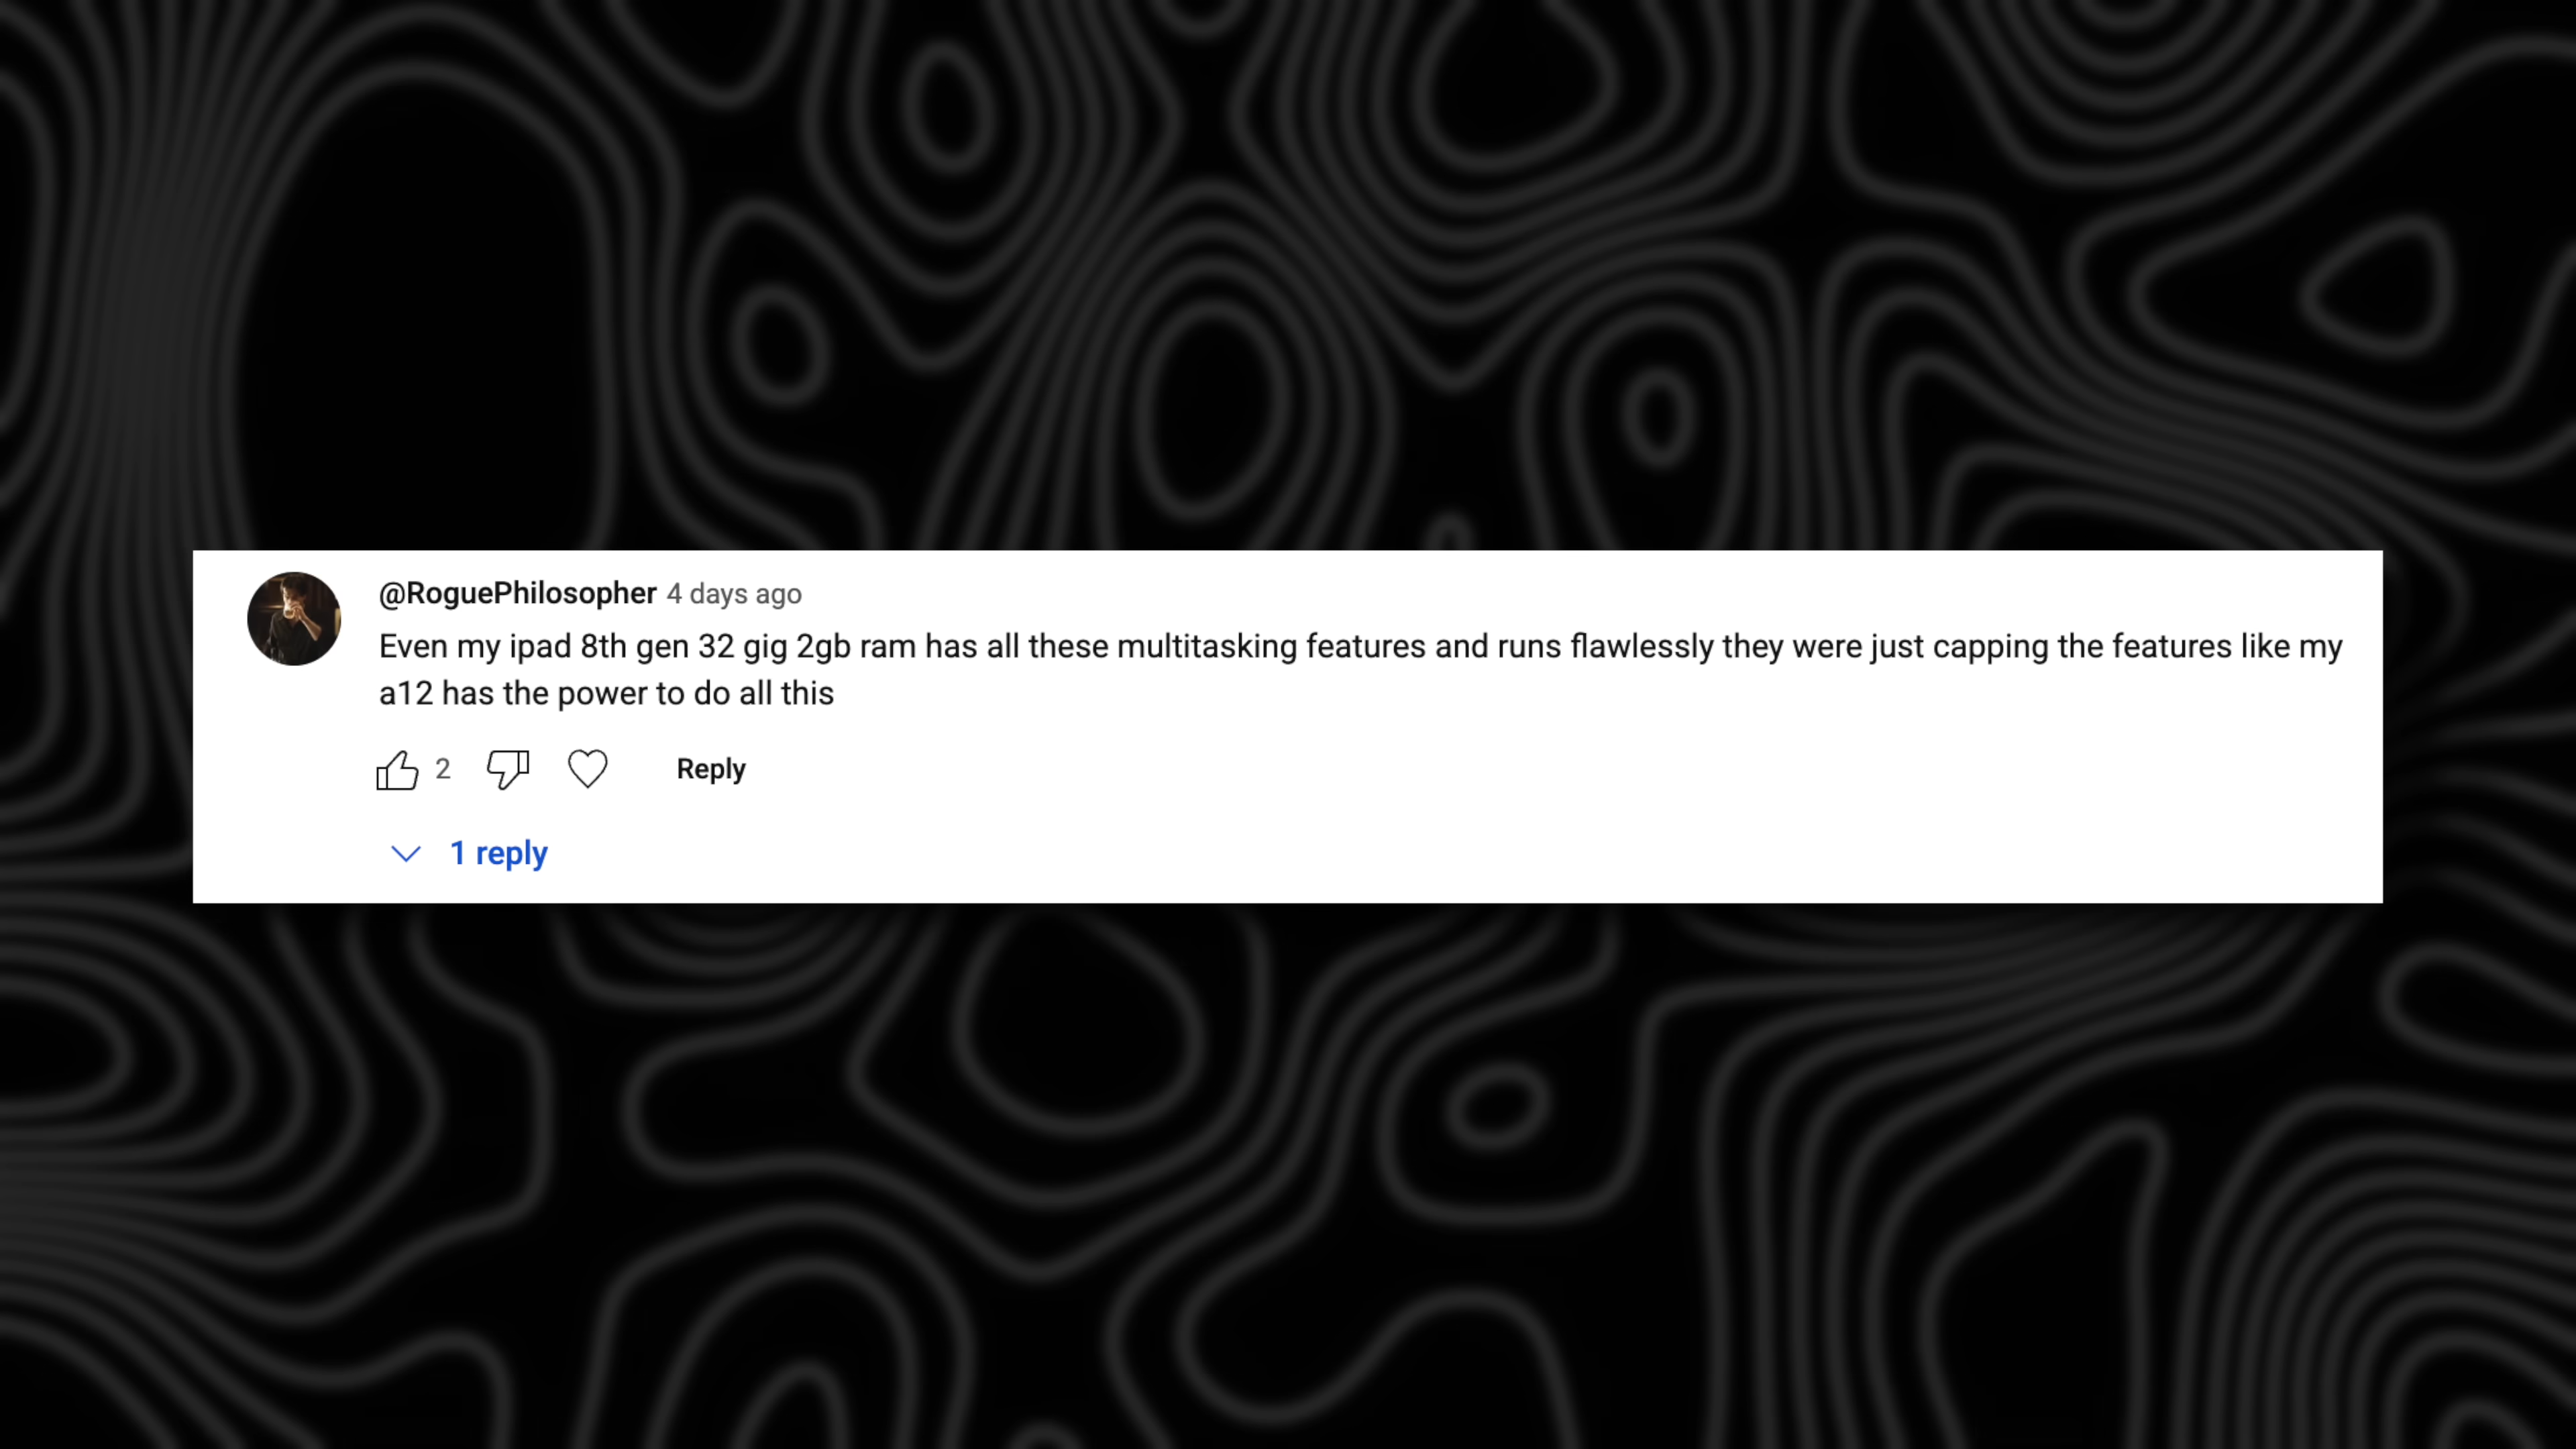 @RoguePhilosopher 4 days ago
Even my ipad 8th gen 32 gig 2gb ram has all these multitasking features and runs flawlessly they were just capping the features like my
a12 has the power to do all this
2 Reply
1 reply